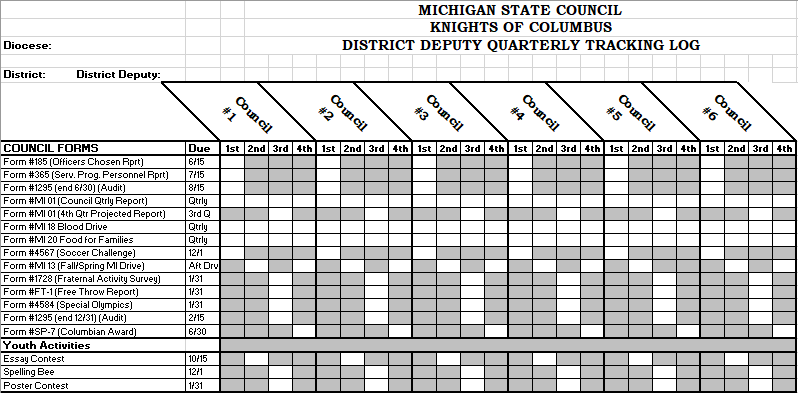 MICHIGAN STATE COUNCIL
KNIGHTS OF COLUMBUS
Diocese: DISTRICT DEPUTY QUARTERLY TRACKING LOG
District: District Deputy:
Council #1 Council #2 Council #3 Council #4 Council #5 Council #6 Council
COUNCIL FORMS Due 1st 2nd 3rd 4th 1st 2nd 3rd 4th 1st 2nd 3rd 4th 1st 2nd 3rd 4th 1st 2nd 3rd 4th 1st 2nd 3rd 4th
Form #185 (Officers Chosen Rprt) 6/15
Form #365 (Serv. Prog. Personnel Rprt) 7/15
Form #1295 (end 6/30) (Audit) 8/15
Form #MI 01 (Council Qtrly Report) Qtrly
Form #MI 01 (4th Qtr Projected Report) 3rd Q
Form #MI 18 Blood Drive Qtrly
Form #MI 20 Food for Families Qtrly
Form #4567 (Soccer Challenge) 12/1
Form #MI 13 (Fall/Spring MI Drive) Aft Drv
Form #1728 (Fraternal Activity Survey) 1/31
Form #FT-1 (Free Throw Report) 1/31
Form #4584 (Special Olympics) 1/31
Form #1295 (end 12/31) (Audit) 2/15
Form #SP-7 (Columbian Award) 6/30
Youth Activities
Essay Contest 10/15
Spelling Bee 12/1
Poster Contest 1/31